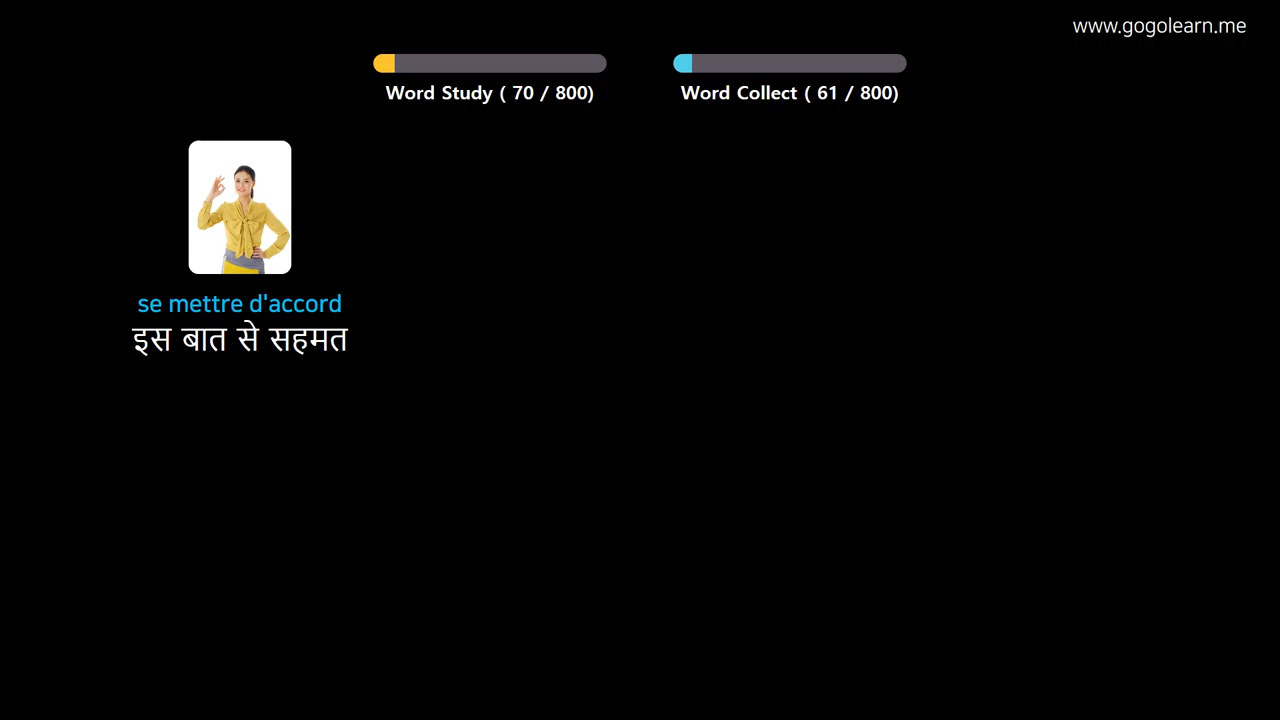 www.gogolearn.me
Word Study ( 70 / 800)
Word Collect ( 61 / 800)
se mettre d'accord
इस बात से सहमत